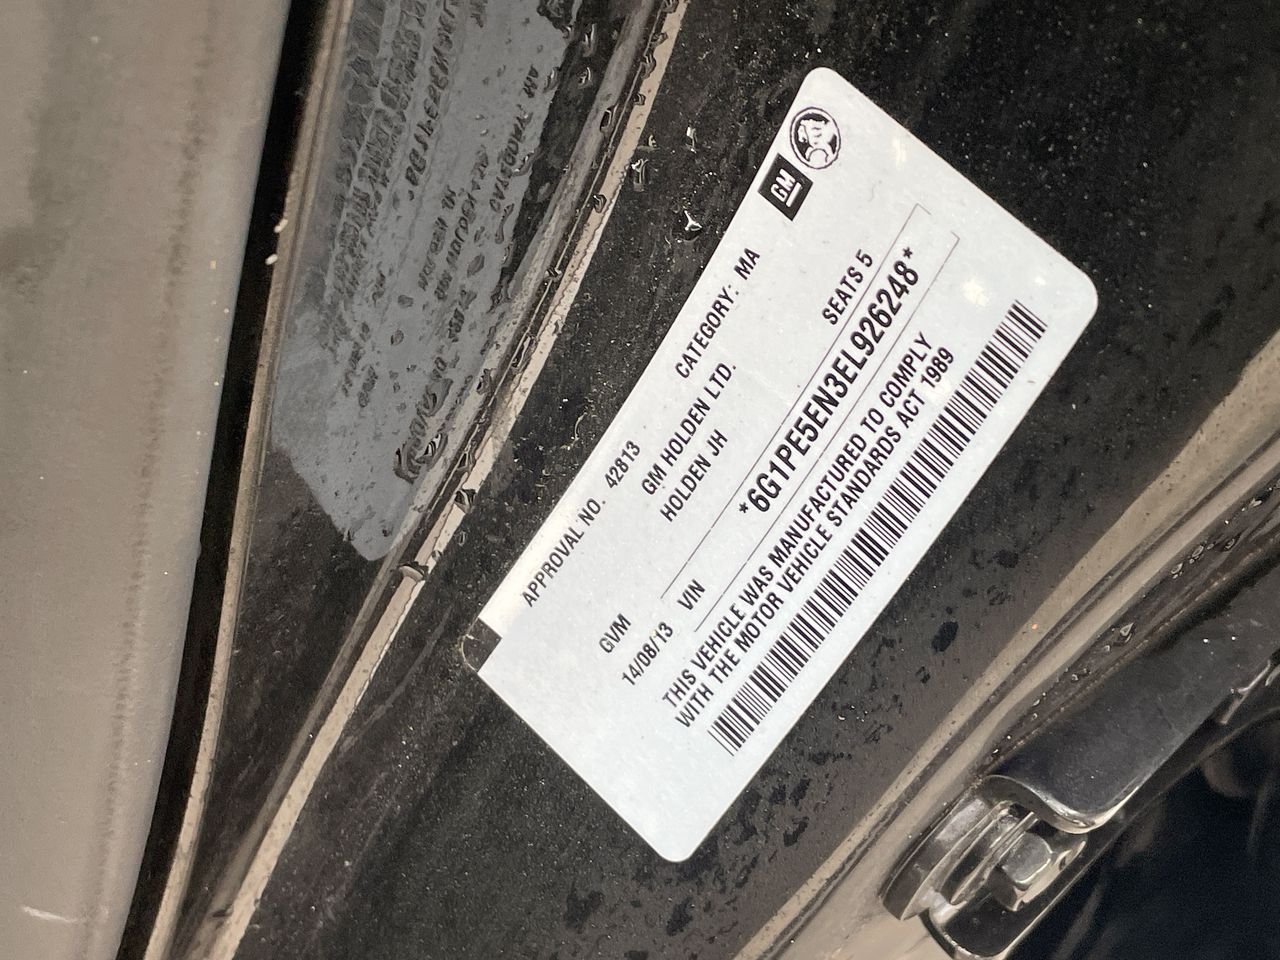 GM
APPROVAL NO. 42813 CATEGORY: MA
GM HOLDEN LTD.
HOLDEN JH
GVM SEATS 5
14/08/13
VIN *6G1PE5EN3EL926248*
THIS VEHICLE WAS MANUFACTURED TO COMPLY
WITH THE MOTOR VEHICLE STANDARDS ACT 1989